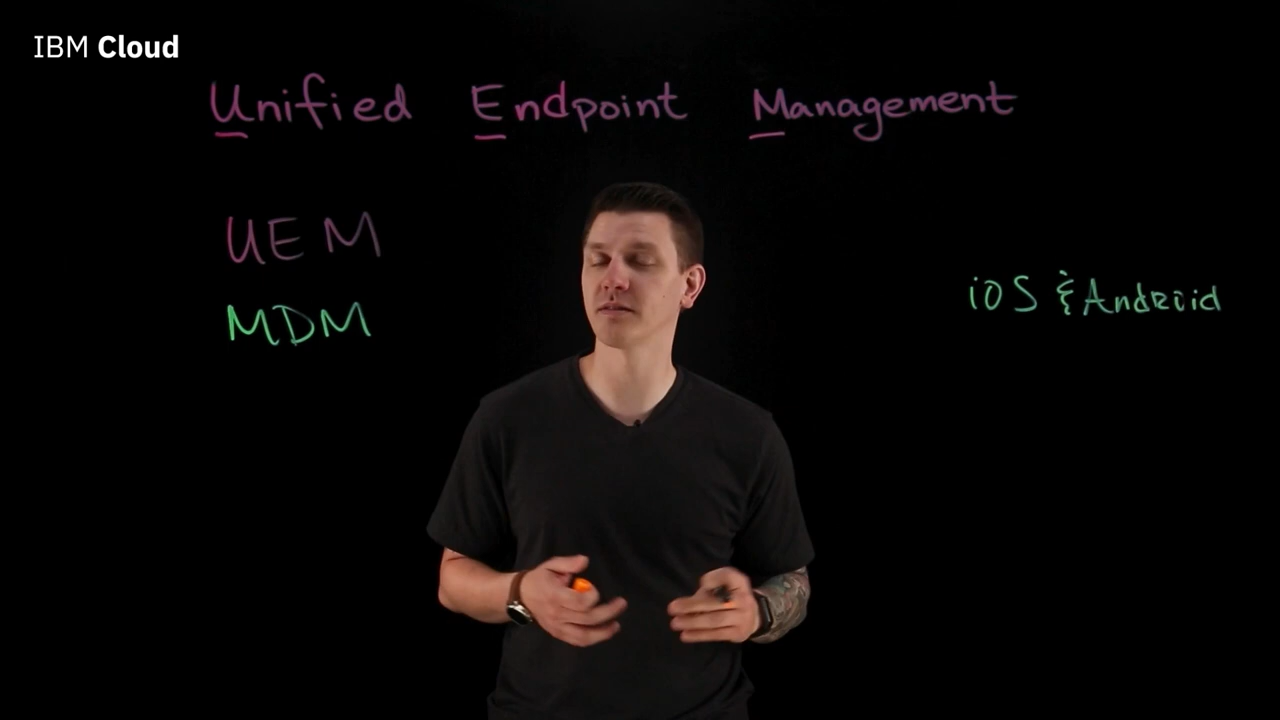 IBM Cloud
Unified Endpoint Management
UEM
MDM
iOS & Android